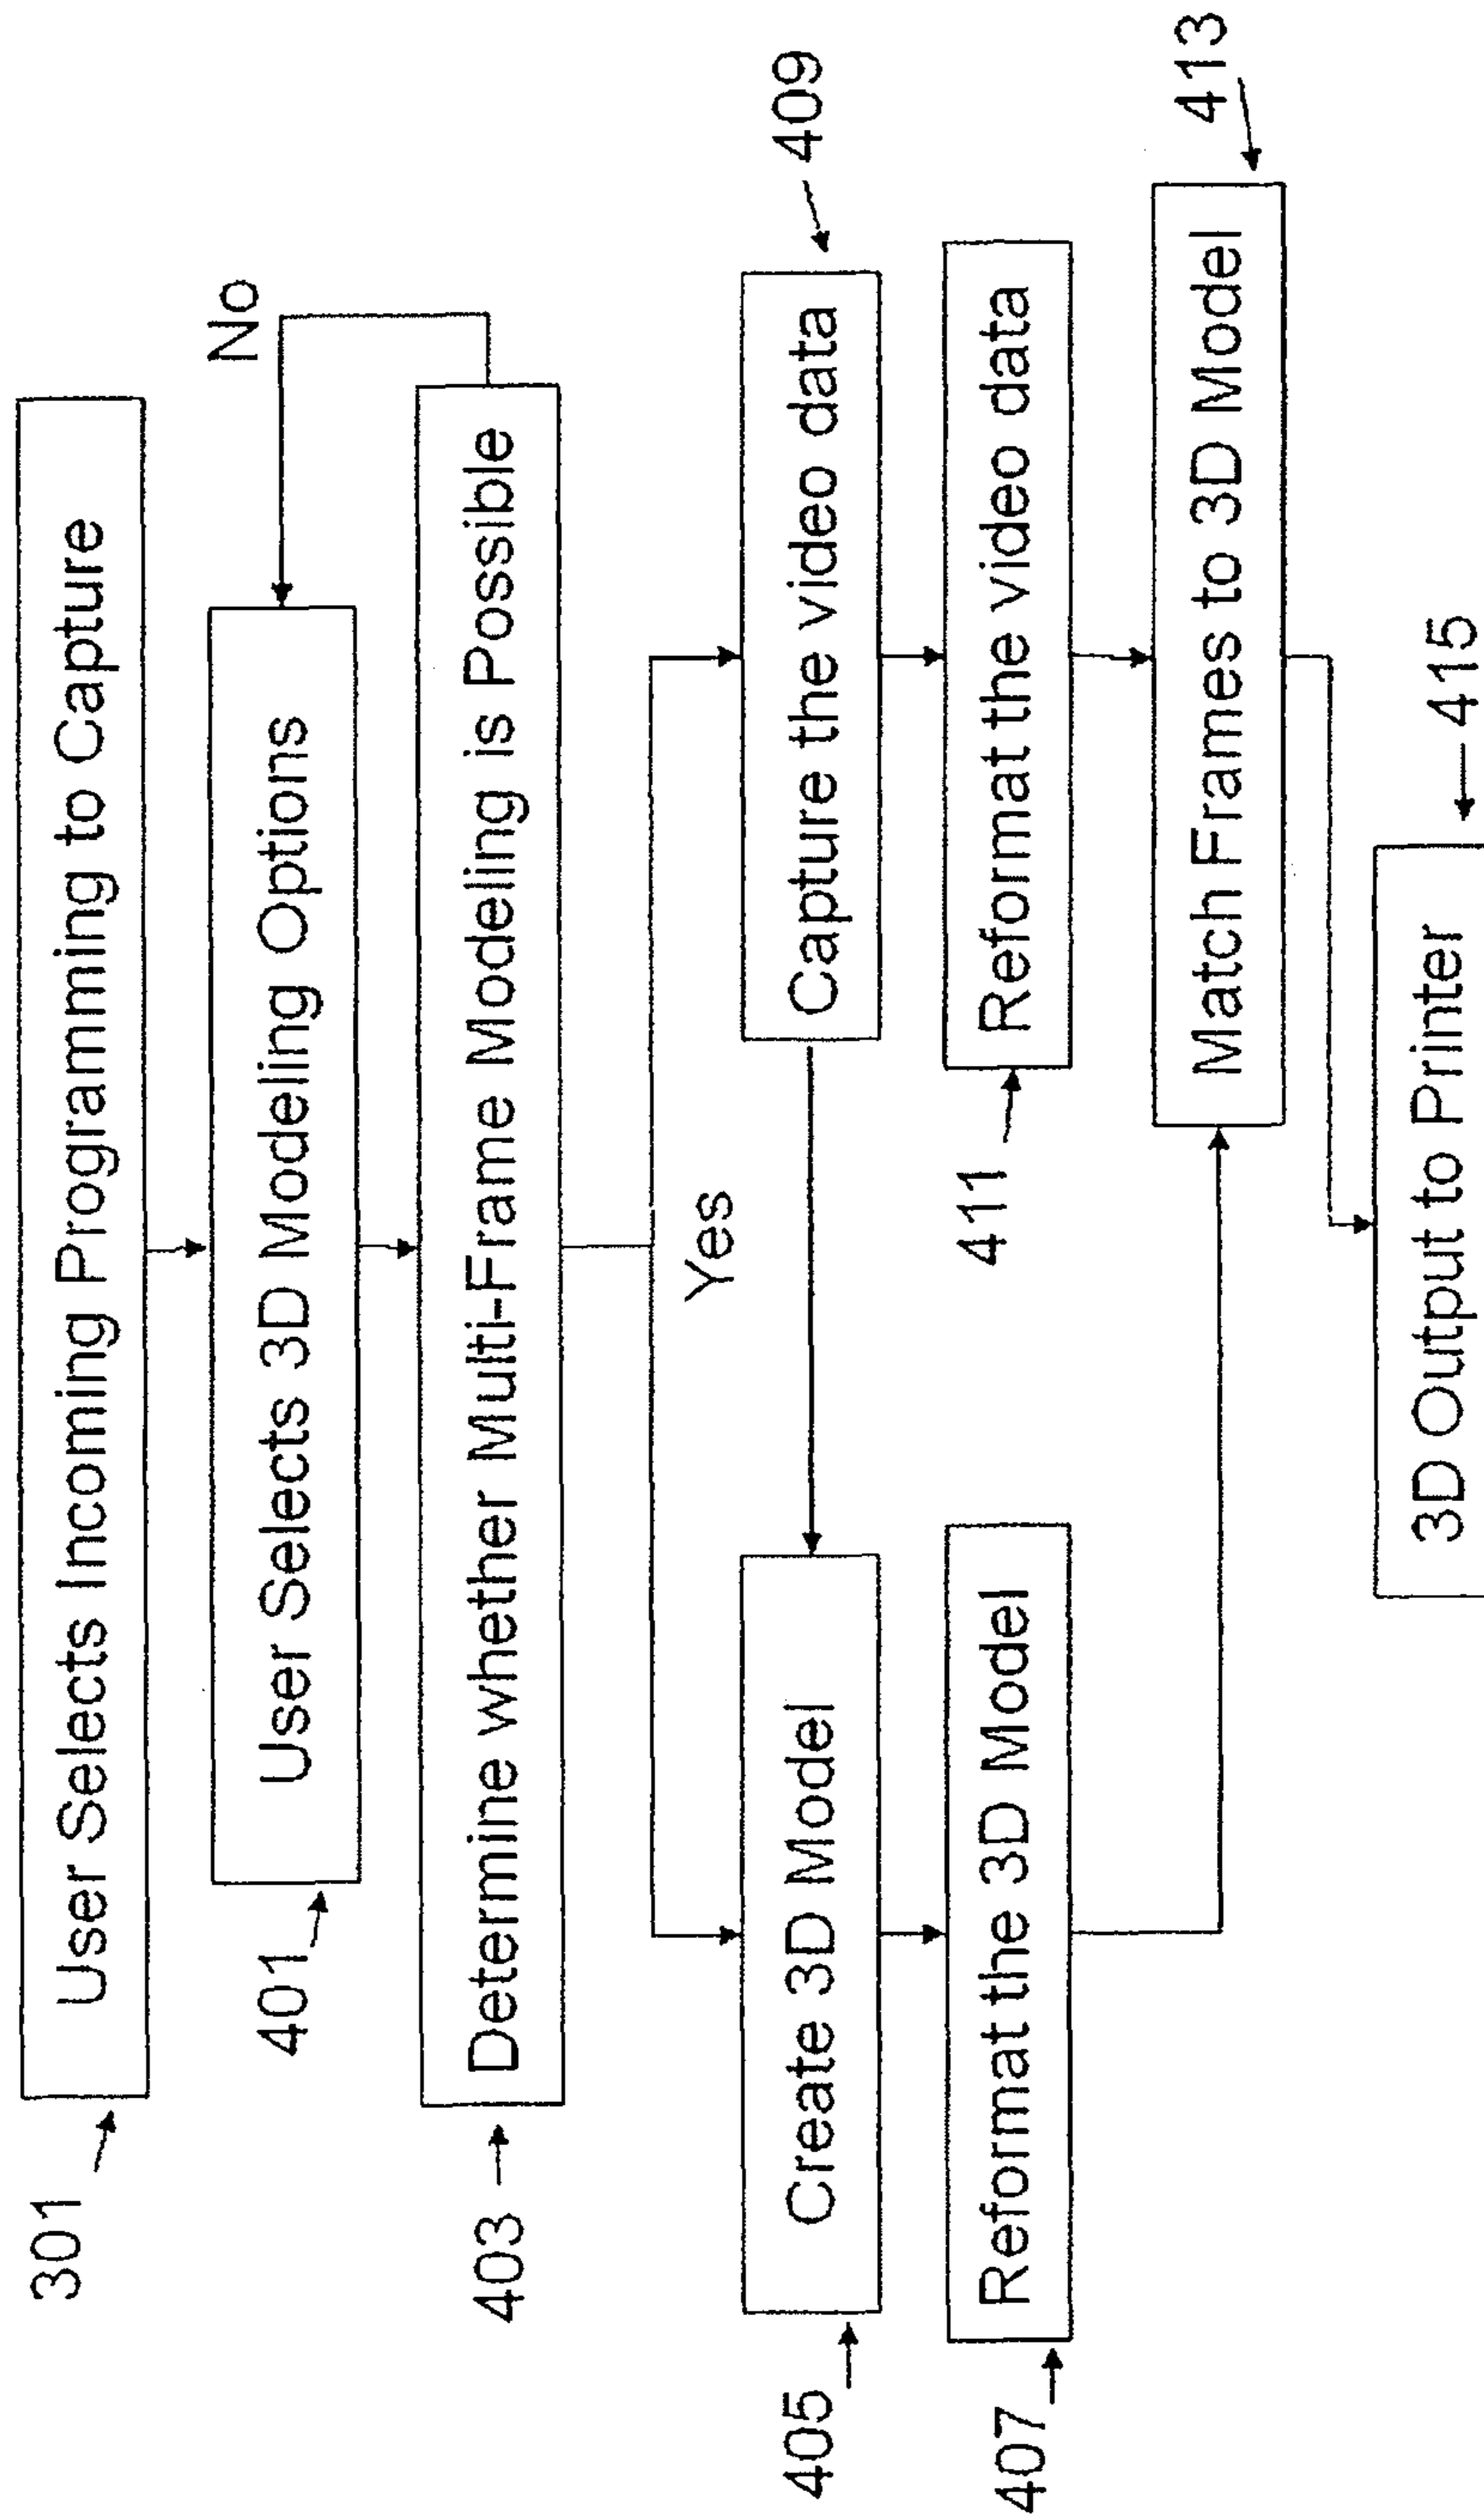 301
User Selects Incoming Programming to Capture
No
401
User Selects 3D Modeling Options
403
Determine whether Multi-Frame Modeling is Possible
Yes
405
Create 3D Model
Capture the video data
409
407
Reformat the 3D Model
411
Reformat the video data
Match Frames to 3D Model
413
3D Output to Printer
415